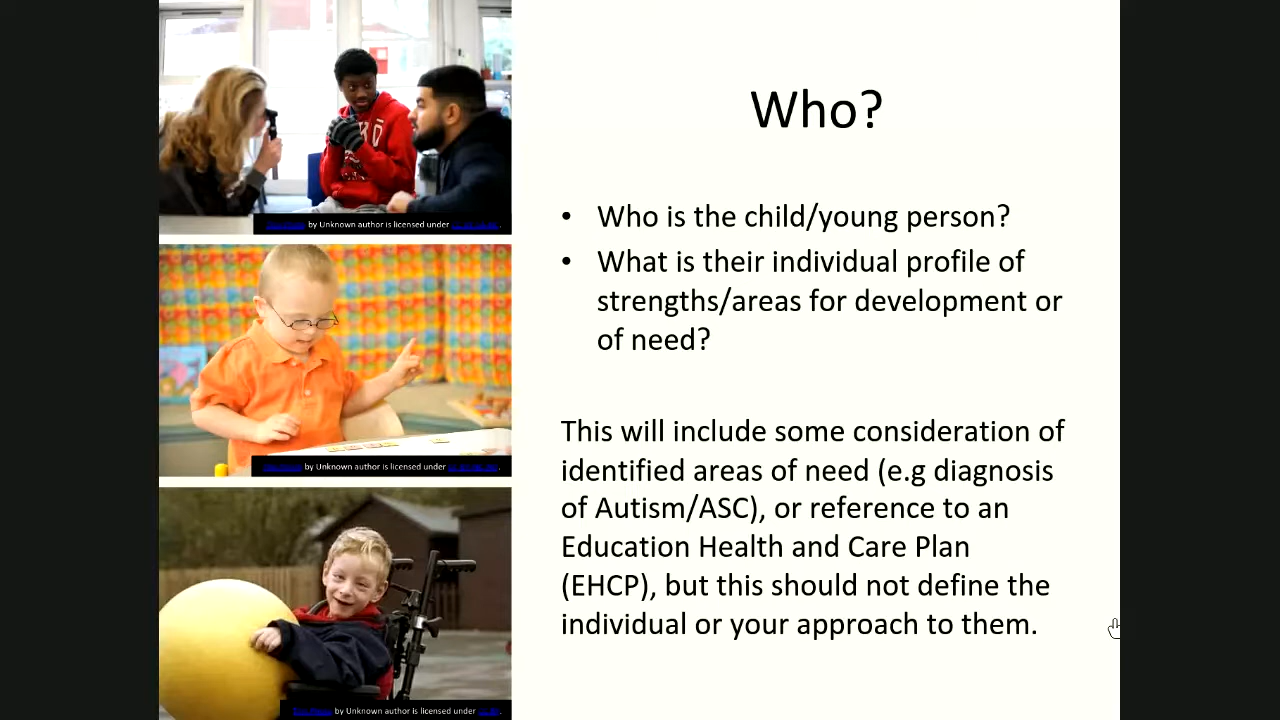 Who?
• Who is the child/young person?
• What is their individual profile of
strengths/areas for development or
of need?
This will include some consideration of
identified areas of need (e.g diagnosis
of Autism/ASC), or reference to an
Education Health and Care Plan
(EHCP), but this should not define the
individual or your approach to them.
by Unknown author is licensed under
by Unknown author is licensed under
by Unknown author is licensed under